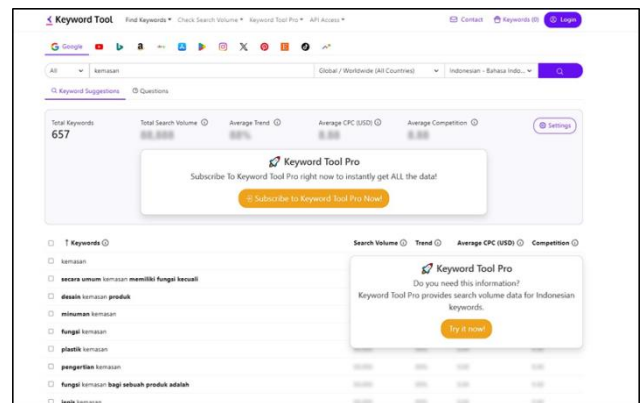 Keyword Tool Find Keywords Check Search Volume Keyword Tool Pro API Access Contact Keywords (0) Login
Google
All kemasan Global / Worldwide (All Countries) Indonesian - Bahasa Indo...
Keyword Suggestions Questions
Total Keywords Total Search Volume Average Trend Average CPC (USD) Average Competition
657
Settings
Keyword Tool Pro
Subscribe To Keyword Tool Pro right now to instantly get ALL the data!
Subscribe to Keyword Tool Pro Now!
Keywords Search Volume Trend Average CPC (USD) Competition
kemasan
secara umum kemasan memiliki fungsi kecuali
desain kemasan produk
minuman kemasan
fungsi kemasan
plastik kemasan
pengertian kemasan
fungsi kemasan bagi sebuah produk adalah
jenis kemasan
Keyword Tool Pro
Do you need this information?
Keyword Tool Pro provides search volume data for Indonesian
keywords.
Try it now!